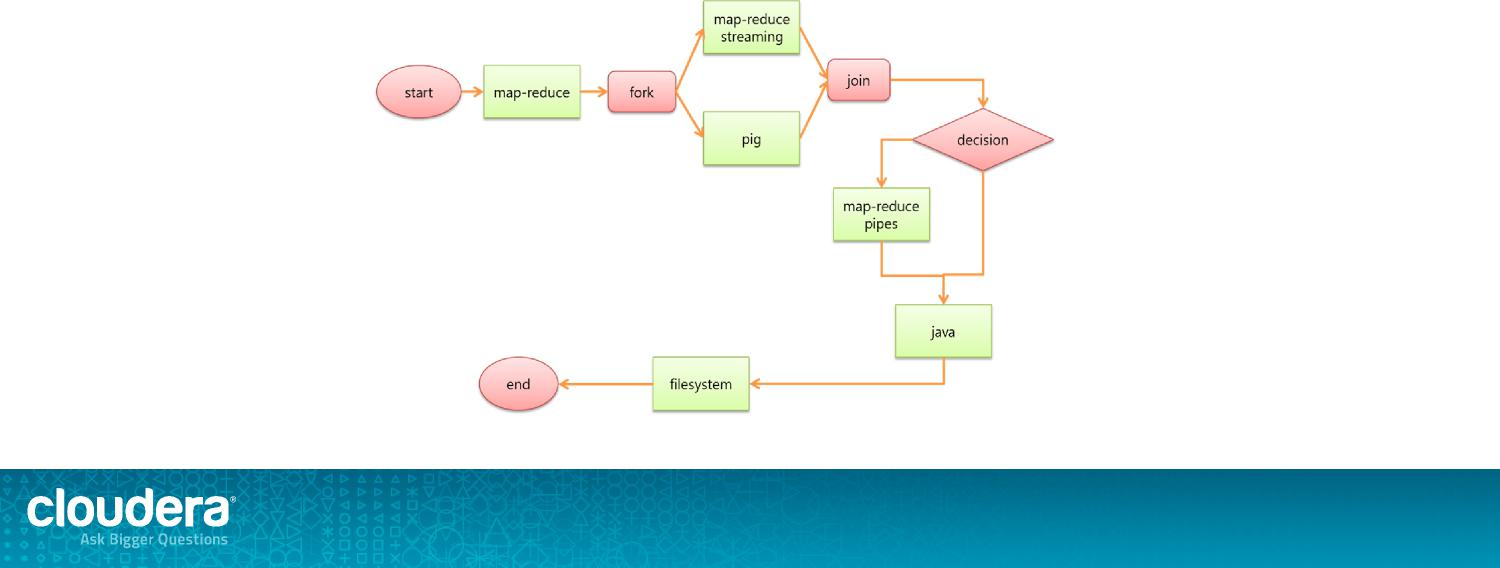 map-reduce
streaming
start
map-reduce
fork
join
pig
decision
map-reduce
pipes
java
end
filesystem
cloudera®
Ask Bigger Questions